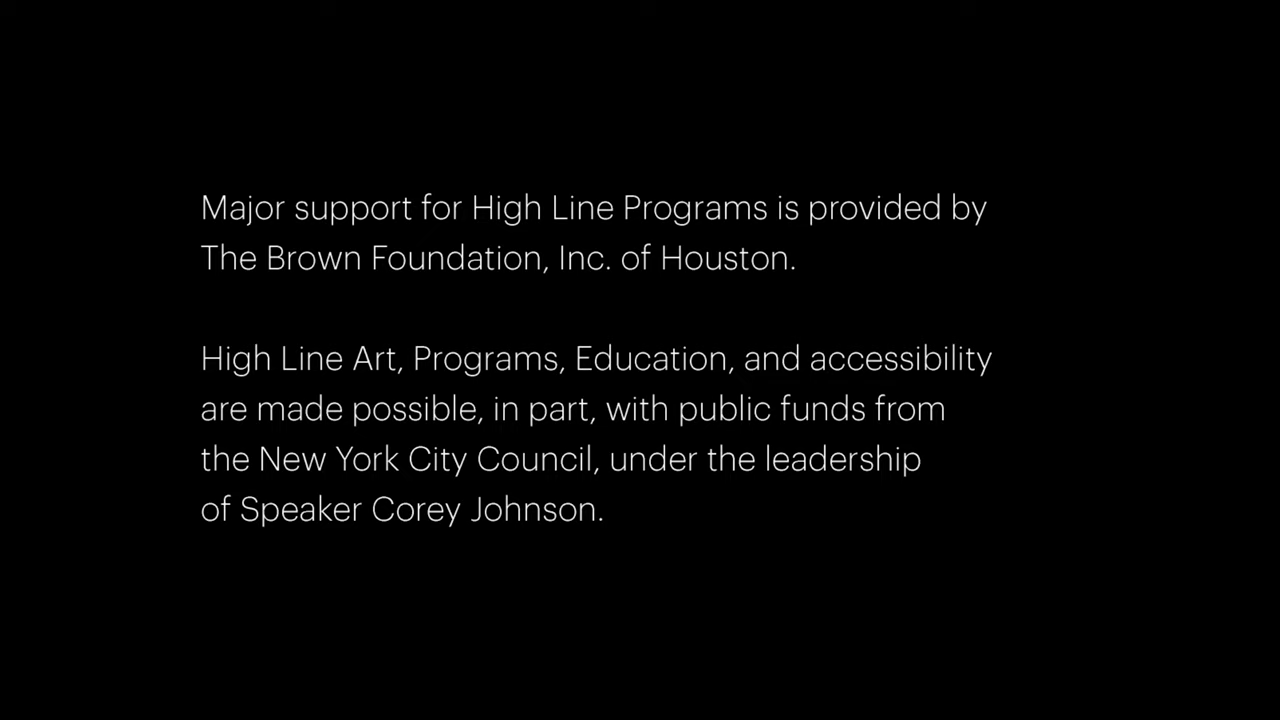 Major support for High Line Programs is provided by
The Brown Foundation, Inc. of Houston.
High Line Art, Programs, Education, and accessibility
are made possible, in part, with public funds from
the New York City Council, under the leadership
of Speaker Corey Johnson.